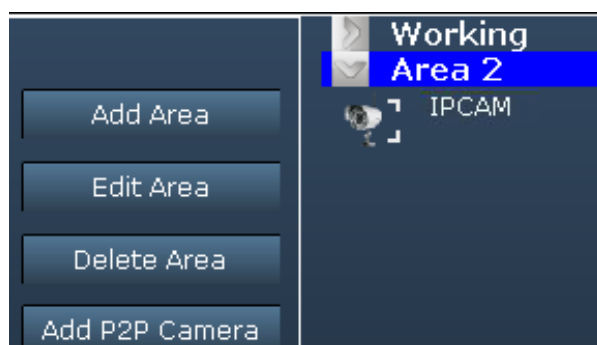 Add Area
Edit Area
Delete Area
Add P2P Camera
Working
Area 2
IPCAM